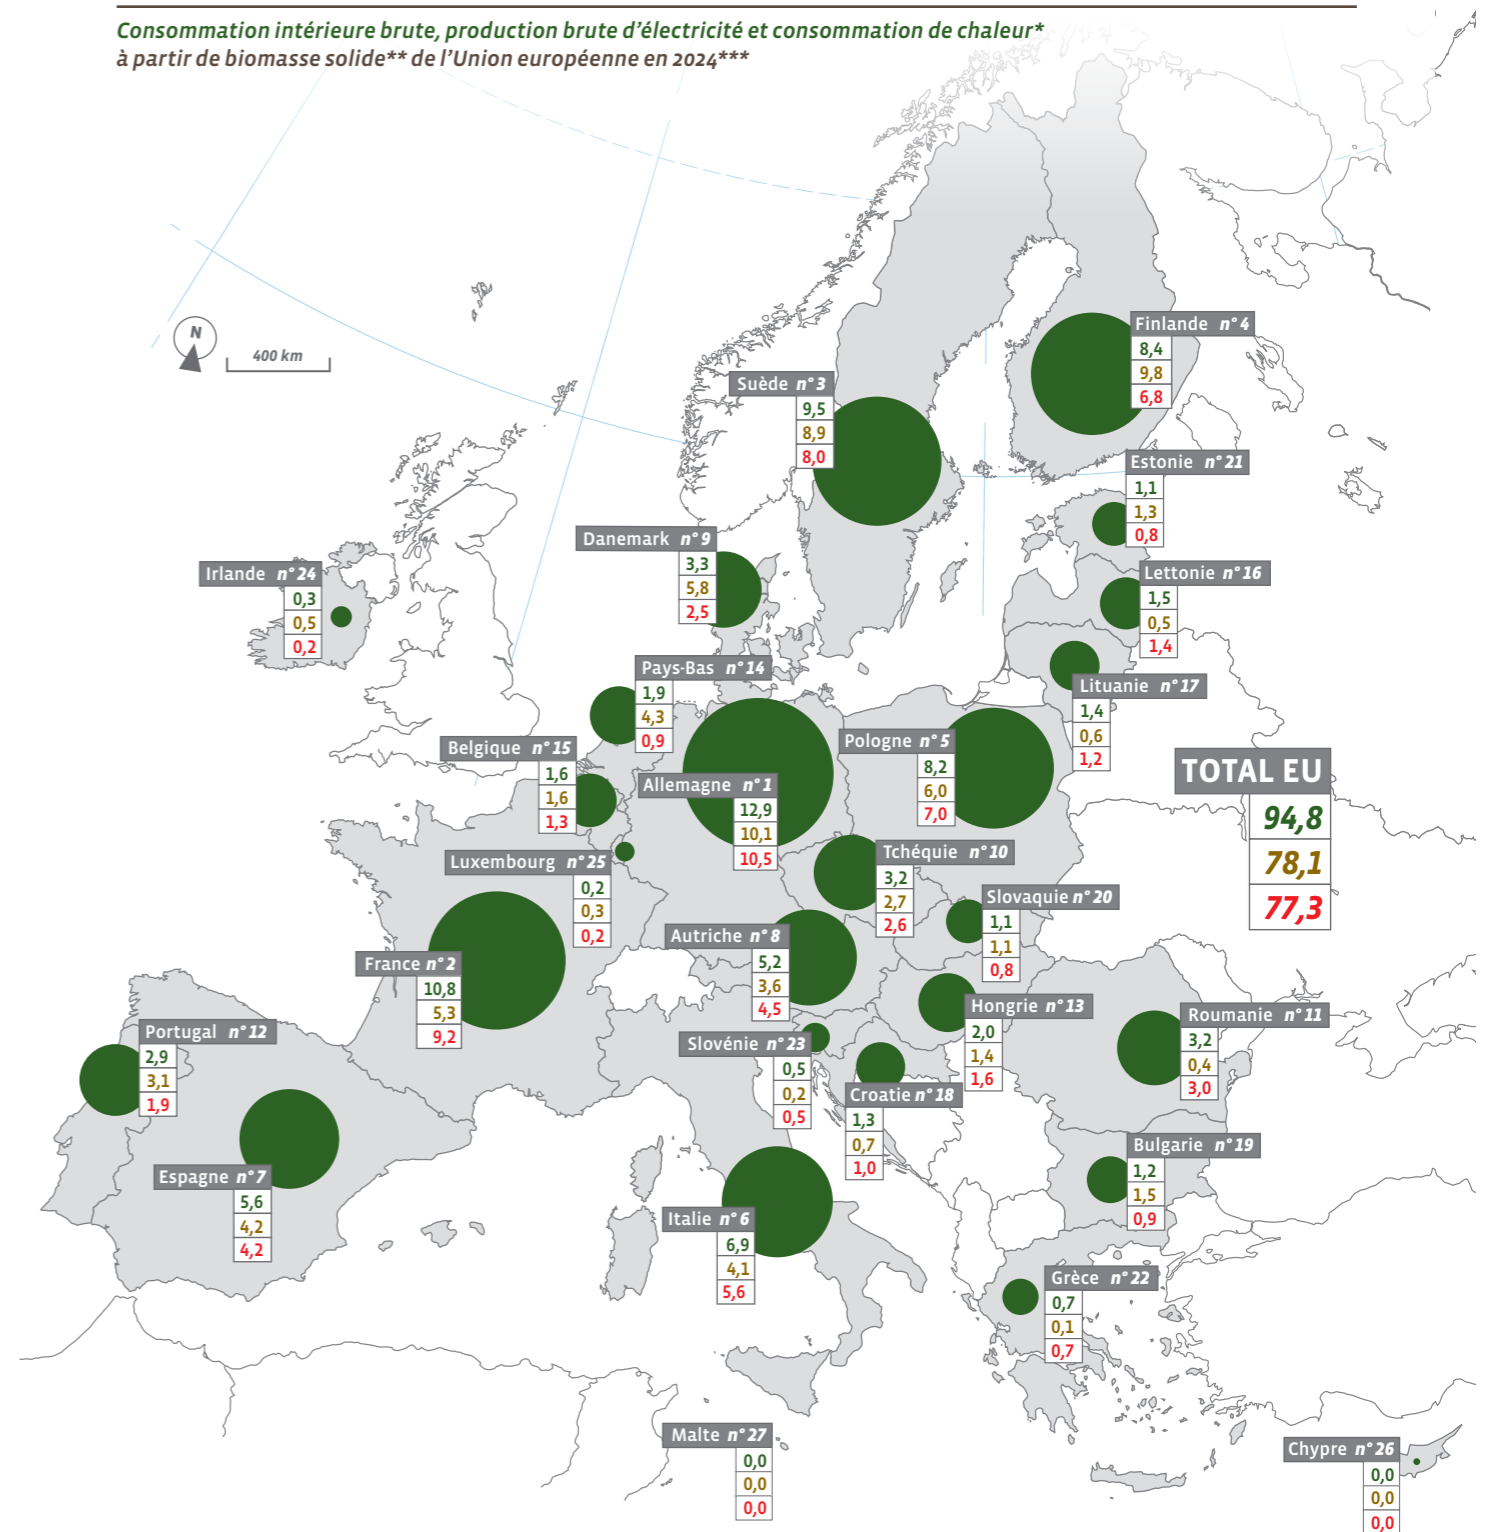 Consommation intérieure brute, production brute d’électricité et consommation de chaleur*
à partir de biomasse solide** de l’Union européenne en 2024***
N
400 km
Finlande n° 4
8,4
9,8
6,8
Suède n° 3
9,5
8,9
8,0
Estonie n° 21
1,1
1,3
0,8
Danemark n° 9
3,3
5,8
2,5
Irlande n° 24
0,3
0,5
0,2
Lettonie n° 16
1,5
0,5
1,4
Pays-Bas n° 14
1,9
4,3
0,9
Lituanie n° 17
1,4
0,6
1,2
Belgique n° 15
1,6
1,6
1,3
Pologne n° 5
8,2
6,0
7,0
Allemagne n° 1
12,9
10,1
10,5
TOTAL EU
94,8
78,1
77,3
Luxembourg n° 25
0,2
0,3
0,2
Tchéquie n° 10
3,2
2,7
2,6
Slovaquie n° 20
1,1
1,1
0,8
Autriche n° 8
5,2
3,6
4,5
France n° 2
10,8
5,3
9,2
Hongrie n° 13
2,0
1,4
1,6
Roumanie n° 11
3,2
0,4
3,0
Portugal n° 12
2,9
3,1
1,9
Slovénie n° 23
0,5
0,2
0,5
Croatie n° 18
1,3
0,7
1,0
Bulgarie n° 19
1,2
1,5
0,9
Espagne n° 7
5,6
4,2
4,2
Italie n° 6
6,9
4,1
5,6
Grèce n° 22
0,7
0,1
0,7
Malte n° 27
0,0
0,0
0,0
Chypre n° 26
0,0
0,0
0,0